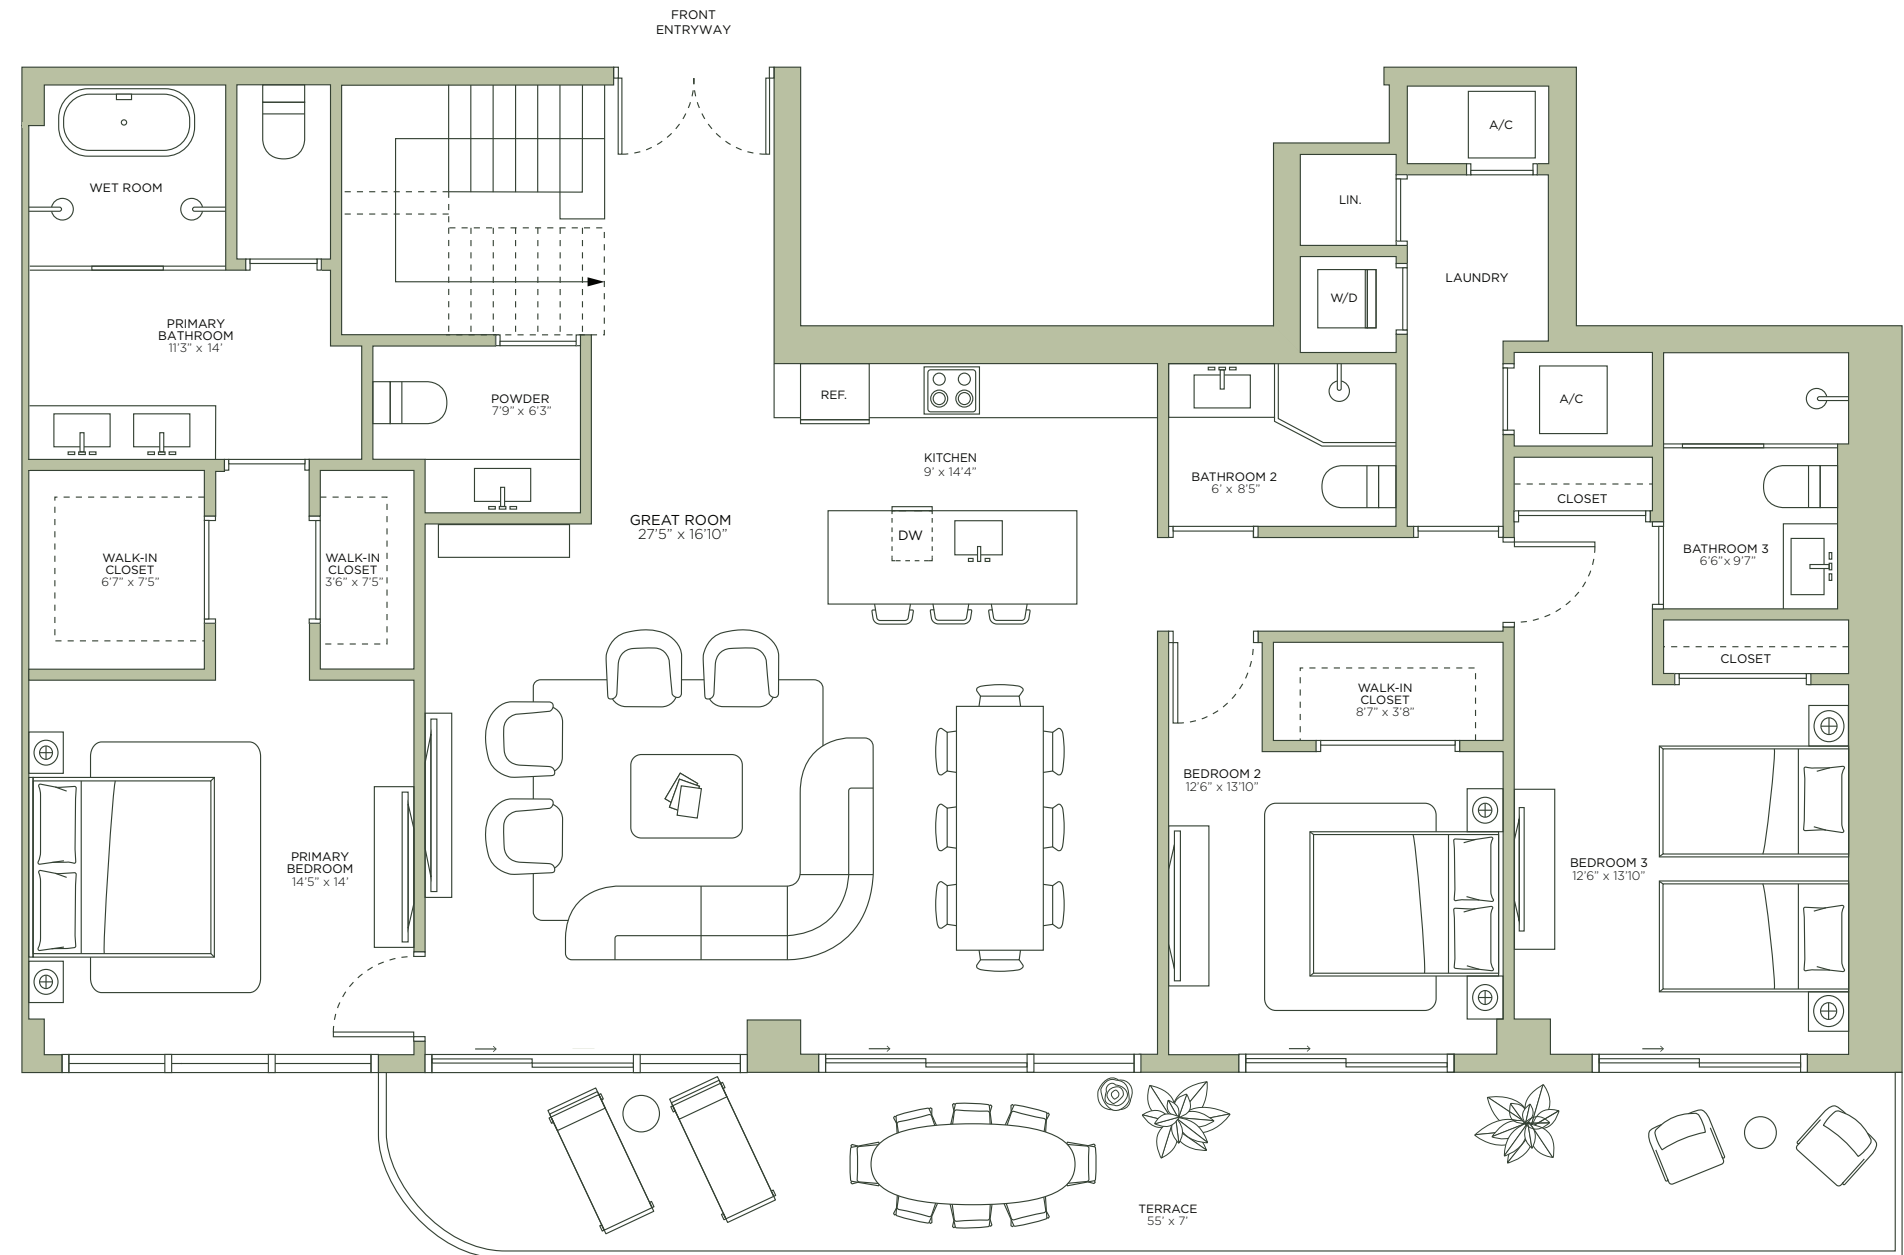 FRONT
ENTRYWAY
A/C
WET ROOM
LIN.
LAUNDRY
W/D
PRIMARY
BATHROOM
11'3" x 14'
POWDER
7'9" x 6'3"
REF.
A/C
KITCHEN
9' x 14'4"
BATHROOM 2
6' x 8'5"
CLOSET
GREAT ROOM
27'5" x 16'10"
DW
WALK-IN
CLOSET
6'7" x 7'5"
WALK-IN
CLOSET
3'6" x 7'5"
BATHROOM 3
6'6" x 9'7"
CLOSET
WALK-IN
CLOSET
8'7" x 3'8"
BEDROOM 2
12'6" x 13'10"
PRIMARY
BEDROOM
14'5" x 14'
BEDROOM 3
12'6" x 13'10"
TERRACE
55' x 7'